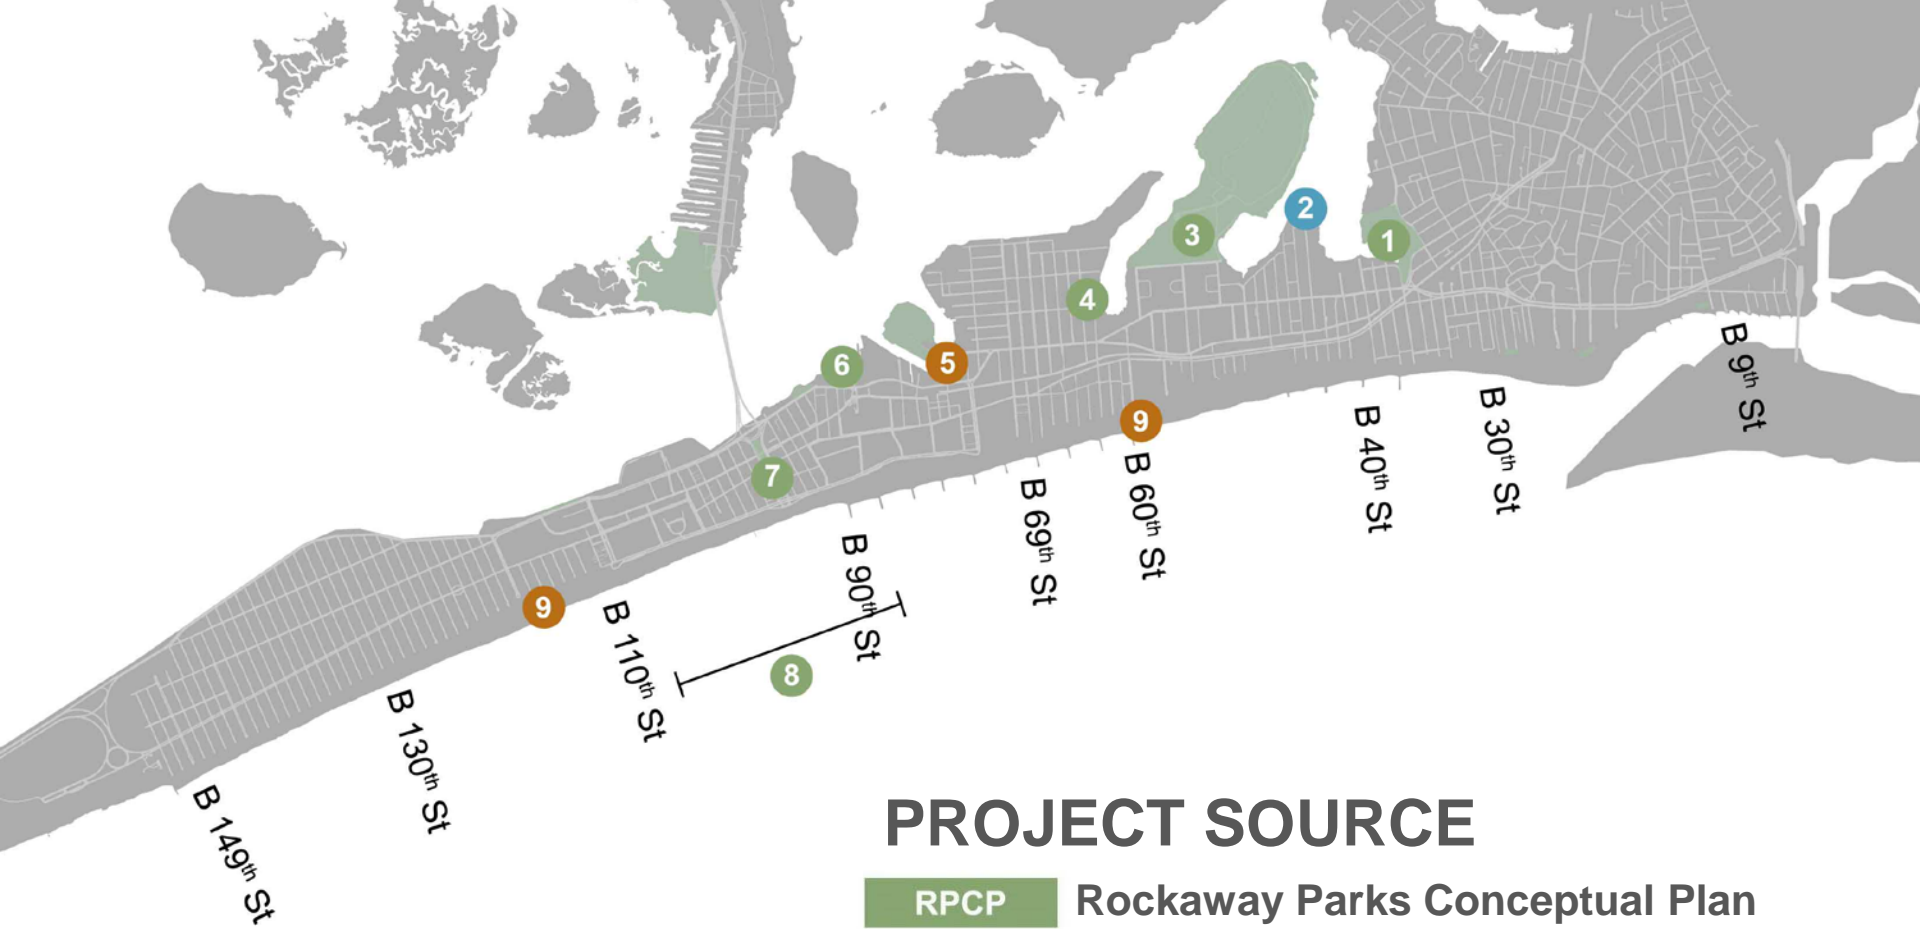 2
3
1
4
6
5
9
7
9
8
B 9th St
B 30th St
B 40th St
B 60th St
B 69th St
B 90th St
B 110th St
B 130th St
B 149th St
PROJECT SOURCE
RPCP Rockaway Parks Conceptual Plan